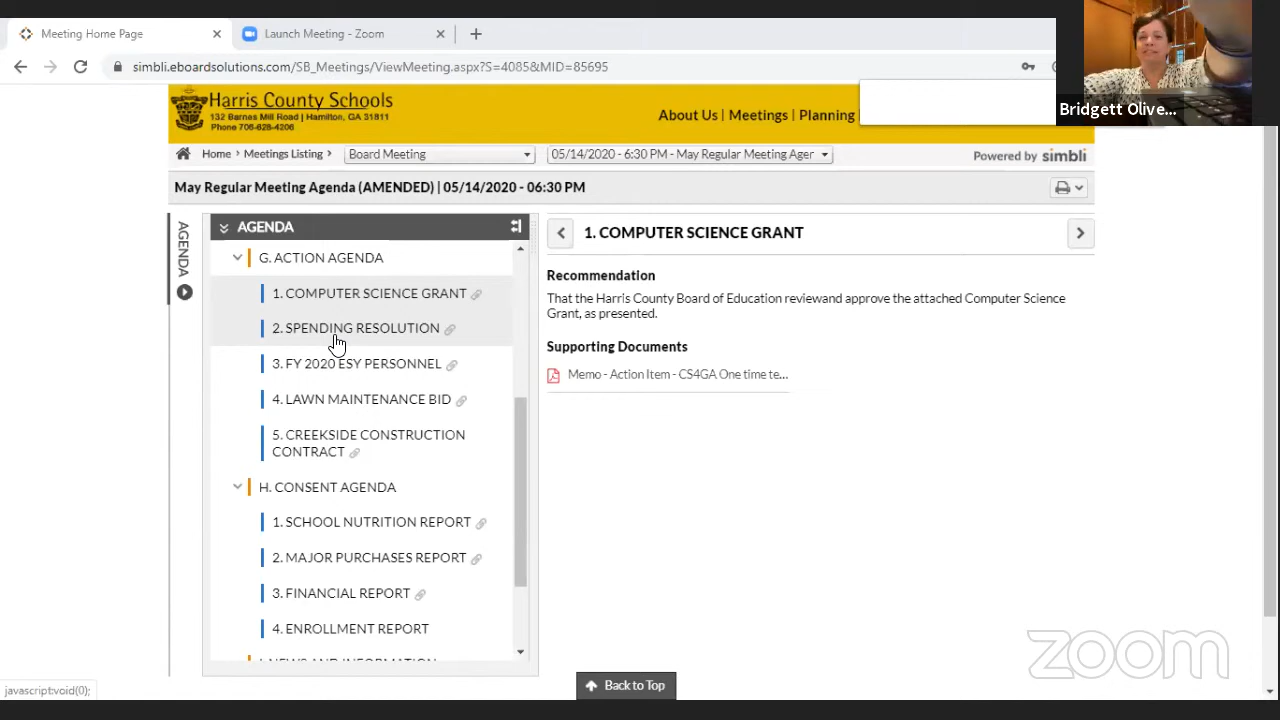 Meeting Home Page
Launch Meeting - Zoom
simbli.eboardsolutions.com/SB_Meetings/ViewMeeting.aspx?S=4085&MID=85695
Bridgett Olive...
Harris County Schools
132 Barnes Mill Road | Hamilton, GA 31811
Phone 706-628-4206
About Us | Meetings | Planning
Home › Meetings Listing ›
Board Meeting
05/14/2020 - 6:30 PM - May Regular Meeting Ager
Powered by simbli
May Regular Meeting Agenda (AMENDED) | 05/14/2020 - 06:30 PM
AGENDA
AGENDA
G. ACTION AGENDA
1. COMPUTER SCIENCE GRANT
2. SPENDING RESOLUTION
3. FY 2020 ESY PERSONNEL
4. LAWN MAINTENANCE BID
5. CREEKSIDE CONSTRUCTION
CONTRACT
H. CONSENT AGENDA
1. SCHOOL NUTRITION REPORT
2. MAJOR PURCHASES REPORT
3. FINANCIAL REPORT
4. ENROLLMENT REPORT
I. NEWS AND INFORMATION
1. COMPUTER SCIENCE GRANT
Recommendation
That the Harris County Board of Education reviewand approve the attached Computer Science
Grant, as presented.
Supporting Documents
Memo - Action Item - CS4GA One time te...
zoom
Back to Top
javascript:void(0);